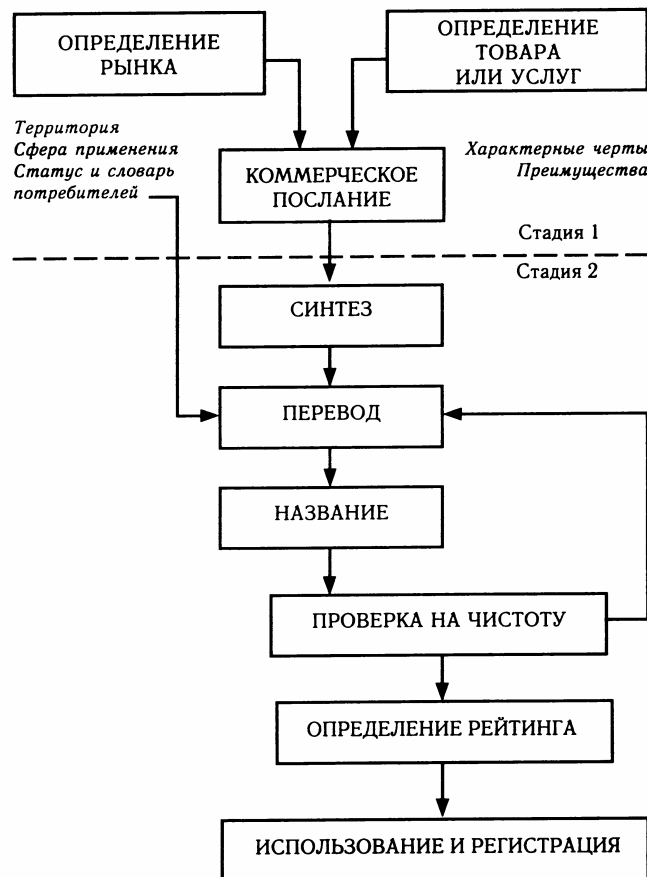 ОПРЕДЕЛЕНИЕ
РЫНКА
ОПРЕДЕЛЕНИЕ
ТОВАРА
ИЛИ УСЛУГ
Территория
Сфера применения
Статус и словарь
потребителей
Характерные черты
Преимущества
КОММЕРЧЕСКОЕ
ПОСЛАНИЕ
Стадия 1
Стадия 2
СИНТЕЗ
ПЕРЕВОД
НАЗВАНИЕ
ПРОВЕРКА НА ЧИСТОТУ
ОПРЕДЕЛЕНИЕ РЕЙТИНГА
ИСПОЛЬЗОВАНИЕ И РЕГИСТРАЦИЯ